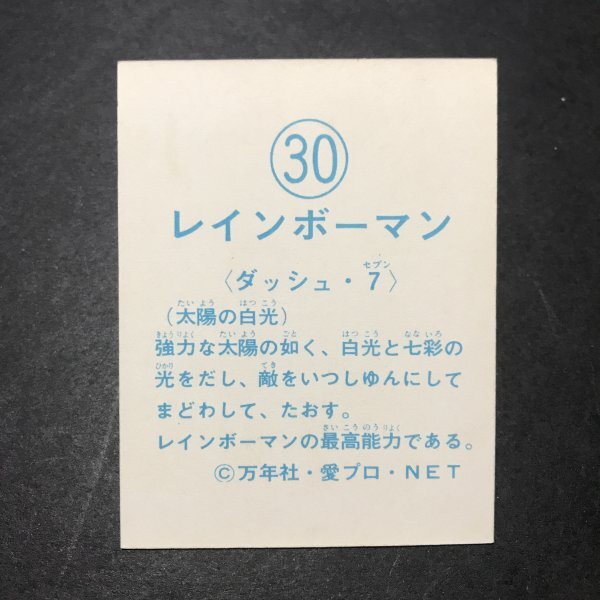 30
レインボーマン
〈ダッシュ・7〉
セブン
(太陽の白光)
たいよう はつこう
強力な太陽の如く、白光と七彩の
きようりよく たいよう ごと はつこう なないろ
光をだし、敵をいつしゆんにして
ひかり てき
まどわして、たおす。
レインボーマンの最高能力である。
さいこうのうりよく
©万年社・愛プロ・NET